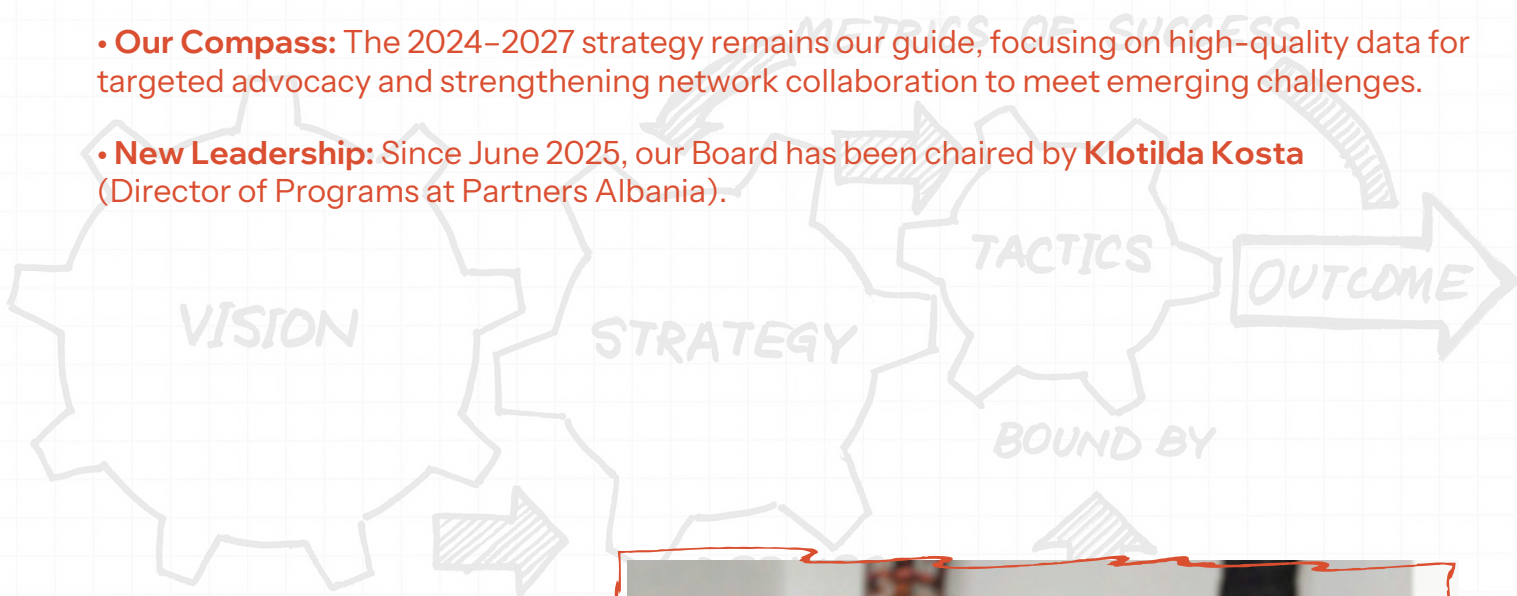 METRICS OF SUCCESS
• Our Compass: The 2024–2027 strategy remains our guide, focusing on high-quality data for
targeted advocacy and strengthening network collaboration to meet emerging challenges.
• New Leadership: Since June 2025, our Board has been chaired by Klotilda Kosta
(Director of Programs at Partners Albania).
TACTICS
OUTCOME
VISION
STRATEGY
BOUND BY